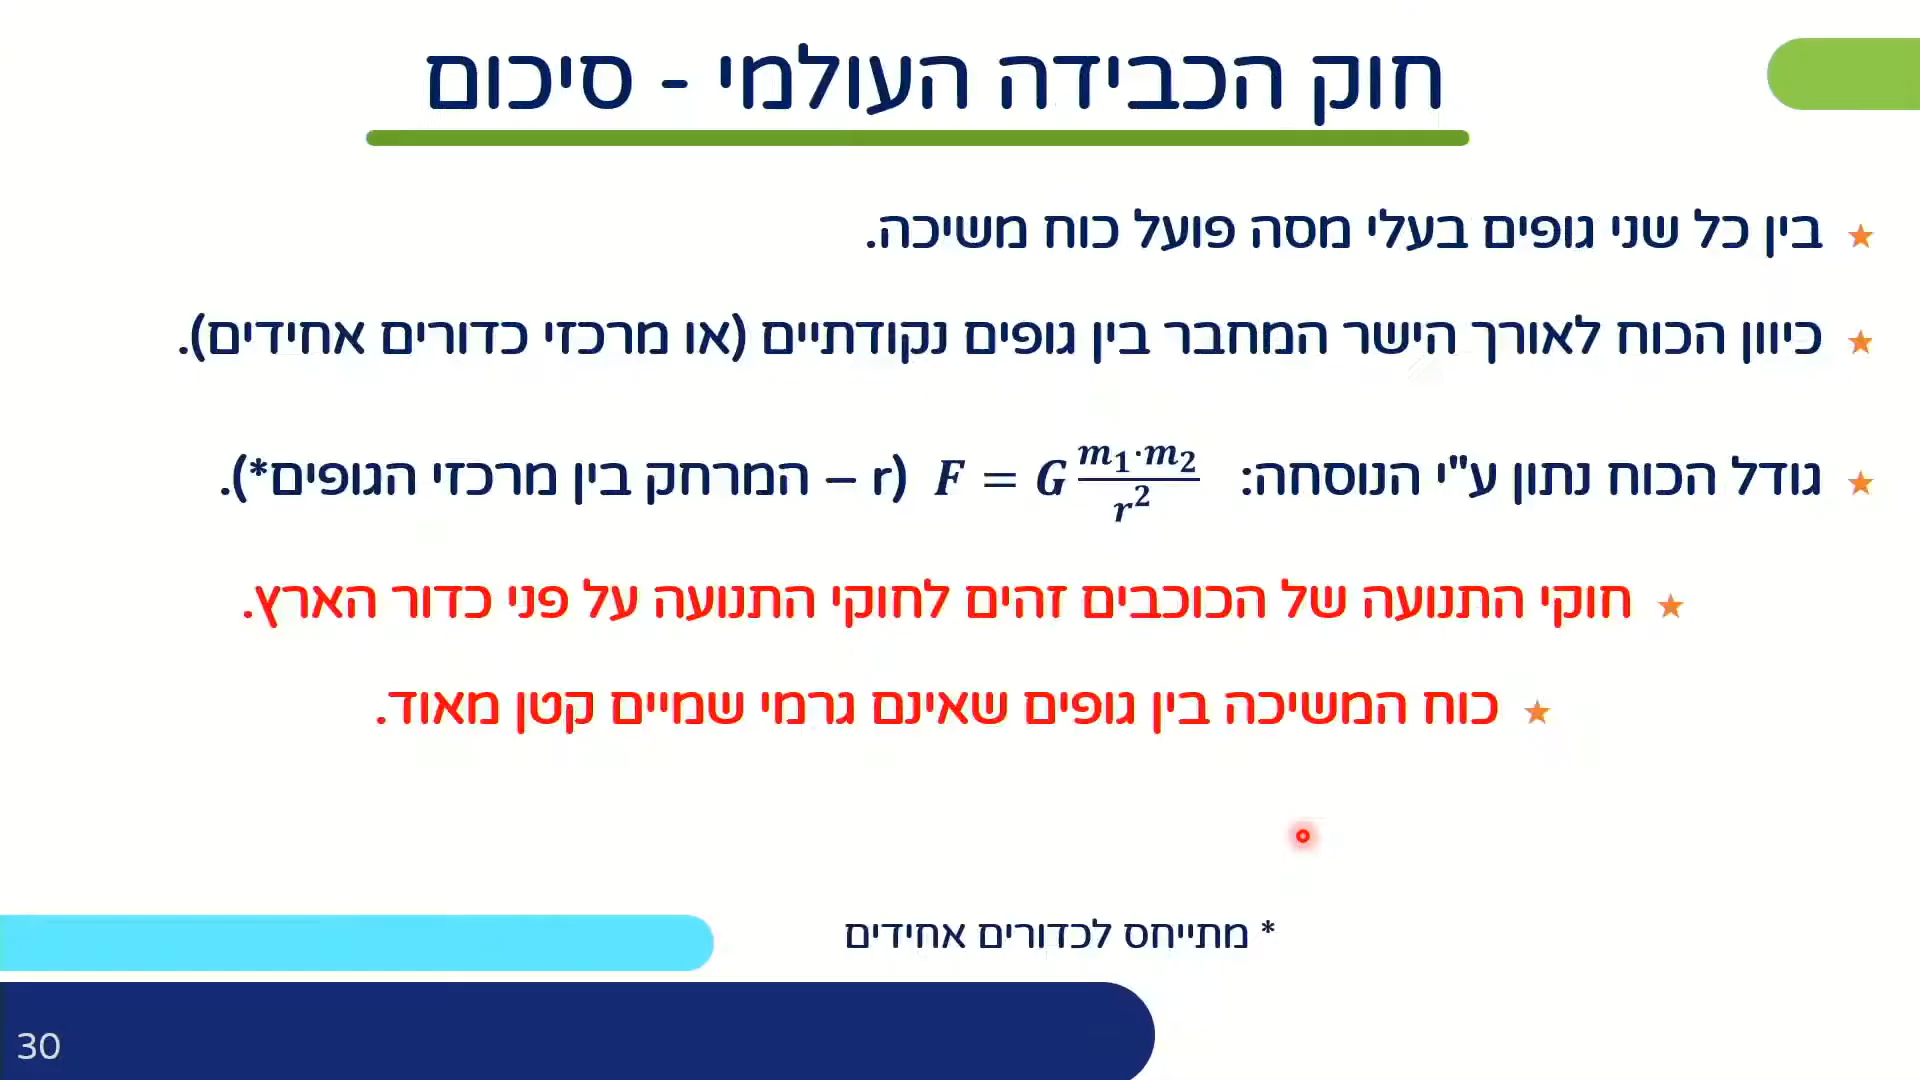 חוק הכבידה העולמי - סיכום
בין כל שני גופים בעלי מסה פועל כוח משיכה.
כיוון הכוח לאורך הישר המחבר בין גופים נקודתיים (או מרכזי כדורים אחידים).
גודל הכוח נתון ע"י הנוסחה: F = G m₁·m₂ / r² (r – המרחק בין מרכזי הגופים*).
חוקי התנועה של הכוכבים זהים לחוקי התנועה על פני כדור הארץ.
כוח המשיכה בין גופים שאינם גרמי שמיים קטן מאוד.
* מתייחס לכדורים אחידים
30